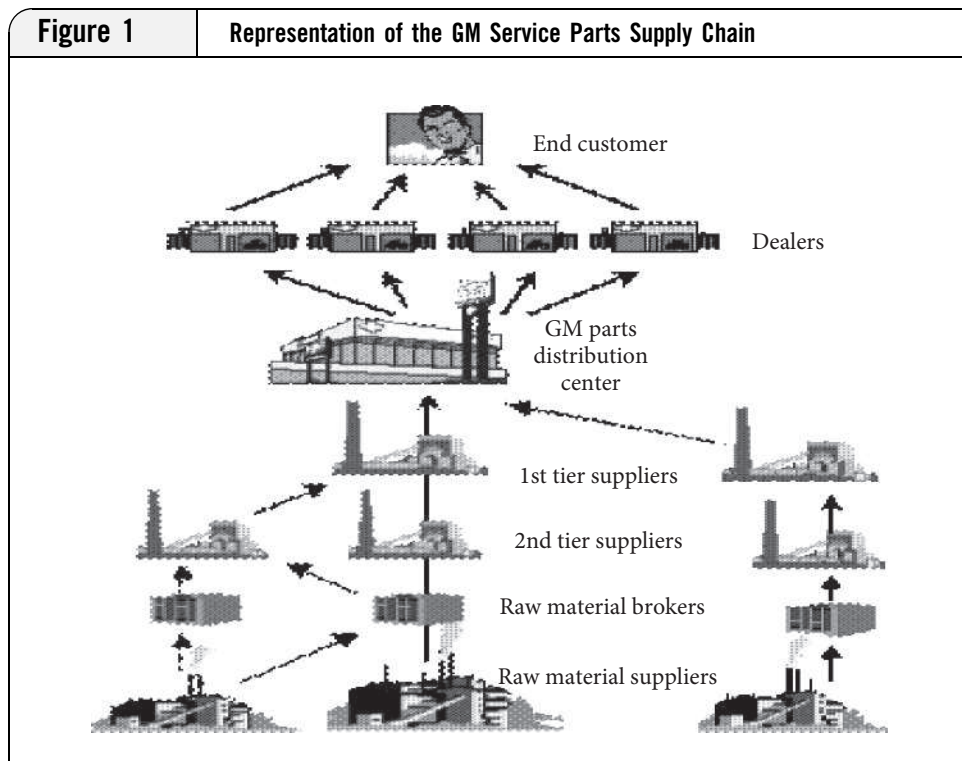 Figure 1
Representation of the GM Service Parts Supply Chain
End customer
Dealers
GM parts
distribution
center
1st tier suppliers
2nd tier suppliers
Raw material brokers
Raw material suppliers